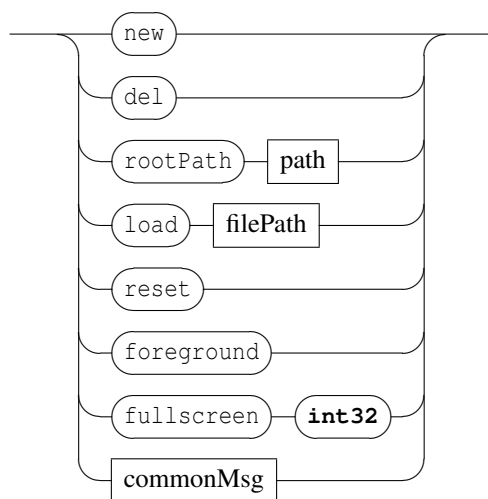 new
del
rootPath path
load filePath
reset
foreground
fullscreen int32
commonMsg